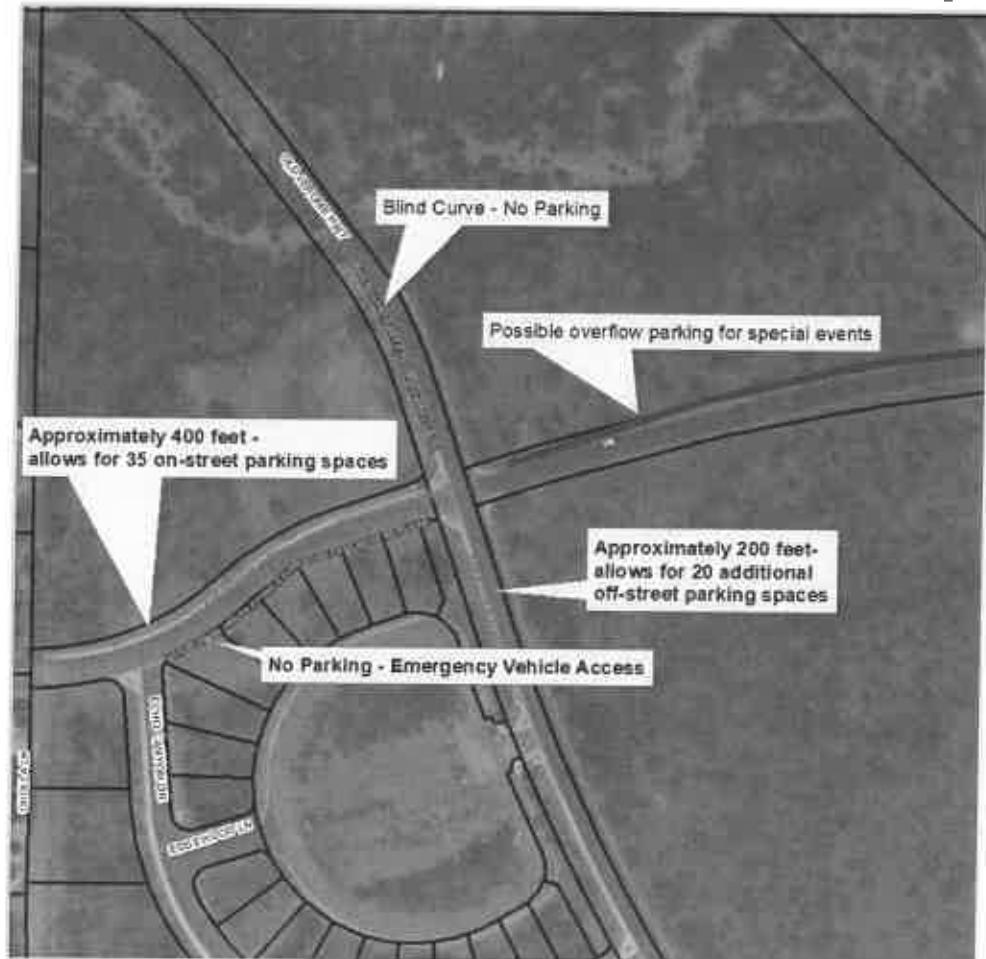 Blind Curve - No Parking
Possible overflow parking for special events
Approximately 400 feet -
allows for 35 on-street parking spaces
Approximately 200 feet-
allows for 20 additional
off-street parking spaces
No Parking - Emergency Vehicle Access